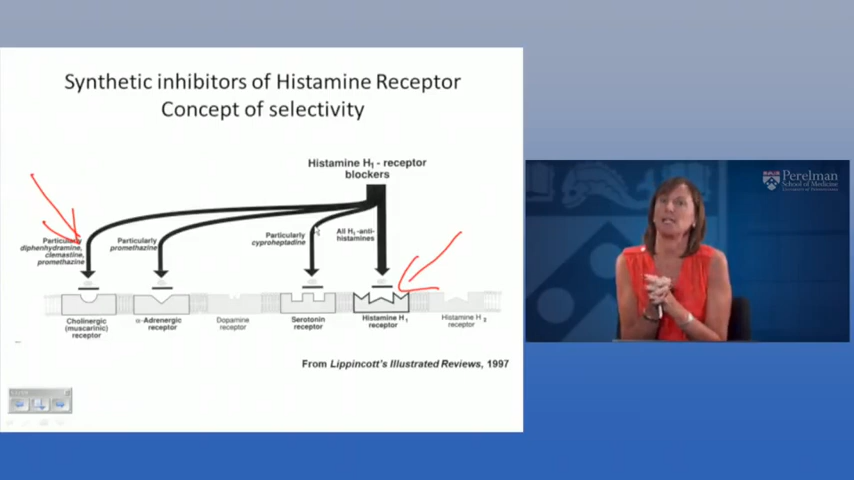 Synthetic inhibitors of Histamine Receptor
Concept of selectivity
Histamine H1 - receptor
blockers
Particularly
diphenhydramine,
clemastine,
promethazine
Particularly
promethazine
Particularly
cyproheptadine
All H1-anti-
histamines
Cholinergic
(muscarinic)
receptor
α-Adrenergic
receptor
Dopamine
receptor
Serotonin
receptor
Histamine H1
receptor
Histamine H2
receptor
From Lippincott's Illustrated Reviews, 1997
Perelman
School of Medicine